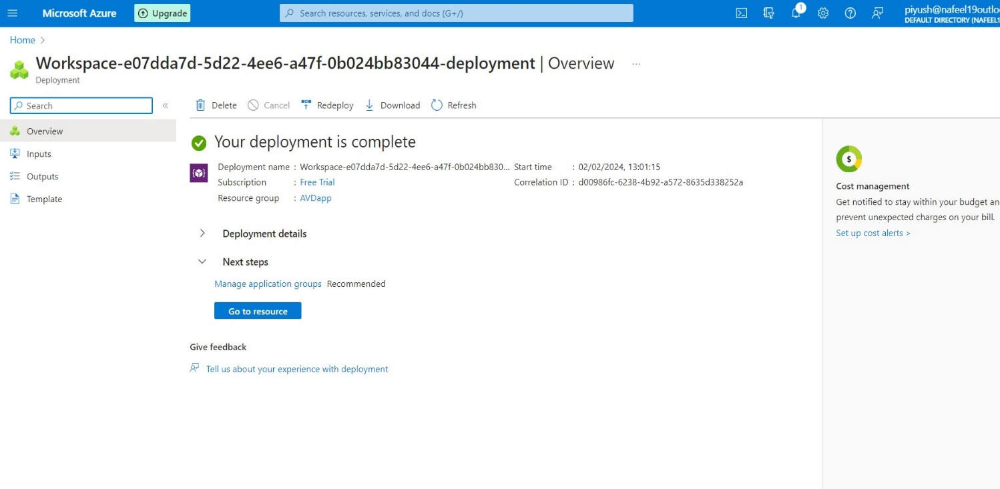 Microsoft Azure
Upgrade
Search resources, services, and docs (G+/)
1
piyush@nafeel19outlo
DEFAULT DIRECTORY (NAFEEL1
Home
Workspace-e07dda7d-5d22-4ee6-a47f-0b024bb83044-deployment | Overview ...
Deployment
Search
«
Delete
Cancel
Redeploy
Download
Refresh
Overview
Inputs
Outputs
Template
Your deployment is complete
Deployment name : Workspace-e07dda7d-5d22-4ee6-a47f-0b024bb830...
Subscription : Free Trial
Resource group : AVDapp
Start time : 02/02/2024, 13:01:15
Correlation ID : d00986fc-6238-4b92-a572-8635d338252a
Deployment details
Next steps
Manage application groups Recommended
Go to resource
Give feedback
Tell us about your experience with deployment
$
Cost management
Get notified to stay within your budget an
prevent unexpected charges on your bill.
Set up cost alerts >